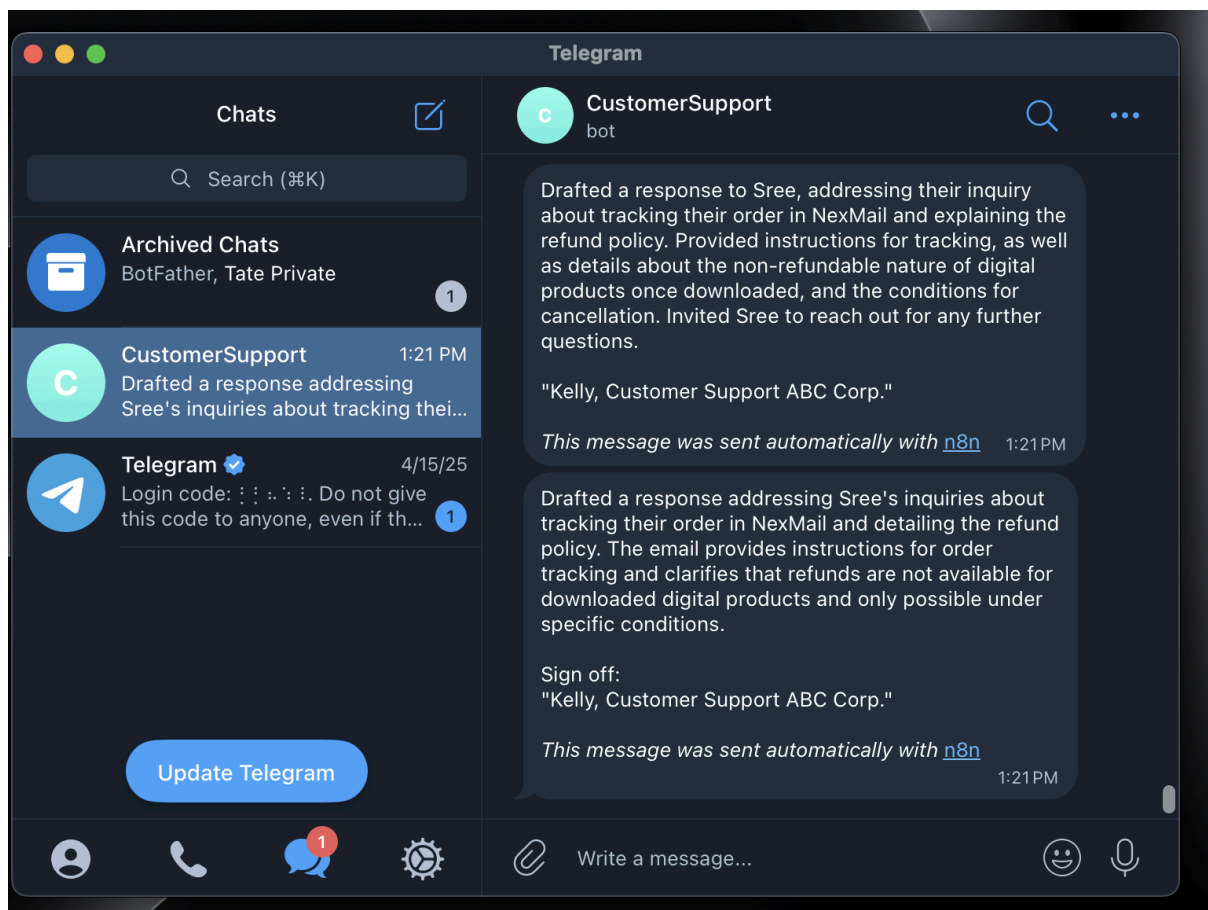 Telegram
Chats
Search (⌘K)
Archived Chats
BotFather, Tate Private
1
CustomerSupport
1:21 PM
Drafted a response addressing
Sree's inquiries about tracking thei...
Telegram
4/15/25
Login code: . Do not give
this code to anyone, even if th...
1
Update Telegram
1
C
C
CustomerSupport
bot
Drafted a response to Sree, addressing their inquiry
about tracking their order in NexMail and explaining the
refund policy. Provided instructions for tracking, as well
as details about the non-refundable nature of digital
products once downloaded, and the conditions for
cancellation. Invited Sree to reach out for any further
questions.
"Kelly, Customer Support ABC Corp."
This message was sent automatically with n8n
1:21 PM
Drafted a response addressing Sree's inquiries about
tracking their order in NexMail and detailing the refund
policy. The email provides instructions for order
tracking and clarifies that refunds are not available for
downloaded digital products and only possible under
specific conditions.
Sign off:
"Kelly, Customer Support ABC Corp."
This message was sent automatically with n8n
1:21 PM
Write a message...